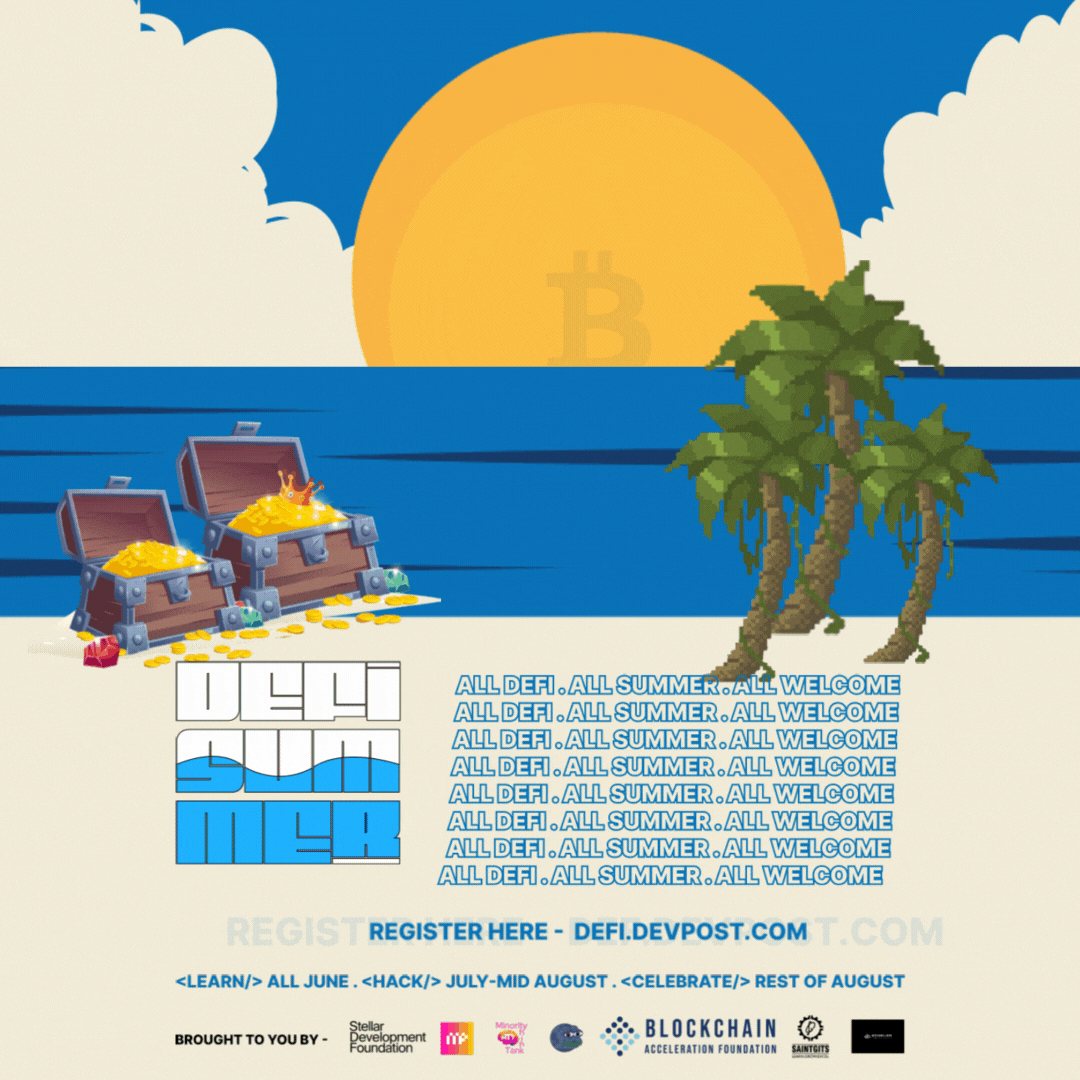 DEFI
SUM
MER
ALL DEFI . ALL SUMMER . ALL WELCOME
ALL DEFI . ALL SUMMER . ALL WELCOME
ALL DEFI . ALL SUMMER . ALL WELCOME
ALL DEFI . ALL SUMMER . ALL WELCOME
ALL DEFI . ALL SUMMER . ALL WELCOME
ALL DEFI . ALL SUMMER . ALL WELCOME
ALL DEFI . ALL SUMMER . ALL WELCOME
ALL DEFI . ALL SUMMER . ALL WELCOME
REGISTER HERE - DEFI.DEVPOST.COM
<LEARN/> ALL JUNE . <HACK/> JULY-MID AUGUST . <CELEBRATE/> REST OF AUGUST
BROUGHT TO YOU BY -
Stellar
Development
Foundation
Minority
Tank
BLOCKCHAIN
ACCELERATION FOUNDATION
SAINTGITS